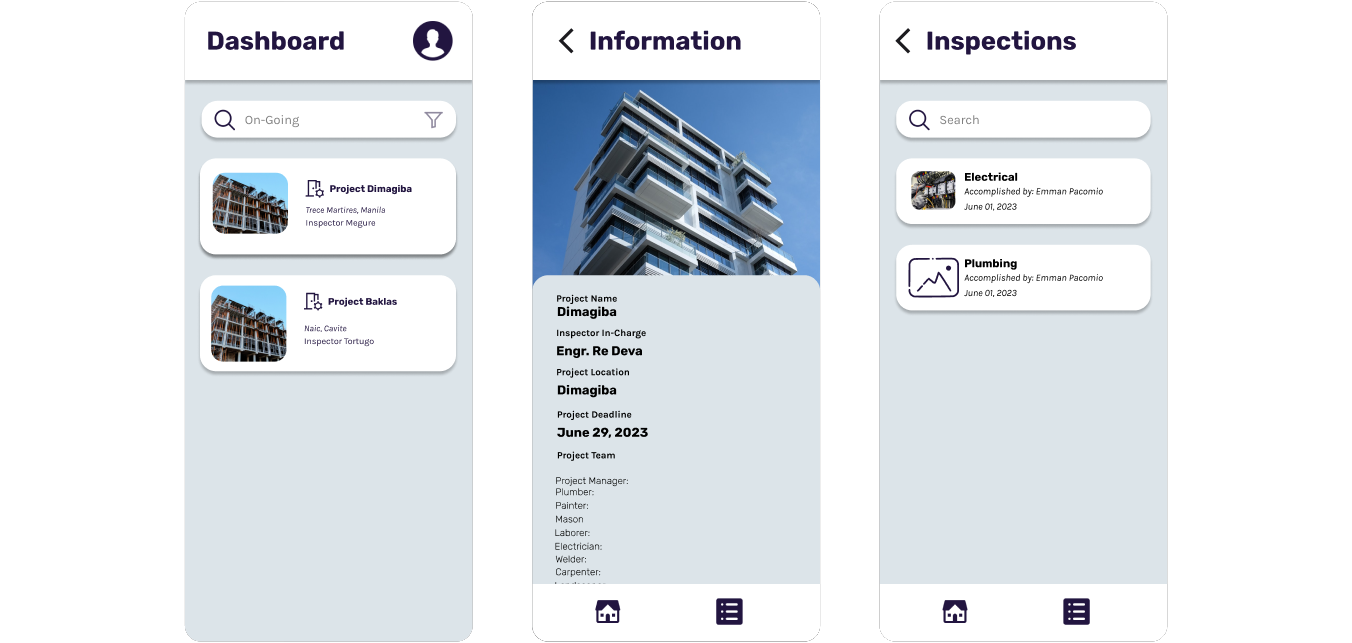 Dashboard
On-Going
Project Dimagiba
Trece Martires, Manila
Inspector Megure
Project Baklas
Naic, Cavite
Inspector Tortugo
Information
Project Name
Dimagiba
Inspector In-Charge
Engr. Re Deva
Project Location
Dimagiba
Project Deadline
June 29, 2023
Project Team
Project Manager:
Plumber:
Painter:
Mason
Laborer:
Electrician:
Welder:
Carpenter:
Inspections
Search
Electrical
Accomplished by: Emman Pacomio
June 01, 2023
Plumbing
Accomplished by: Emman Pacomio
June 01, 2023